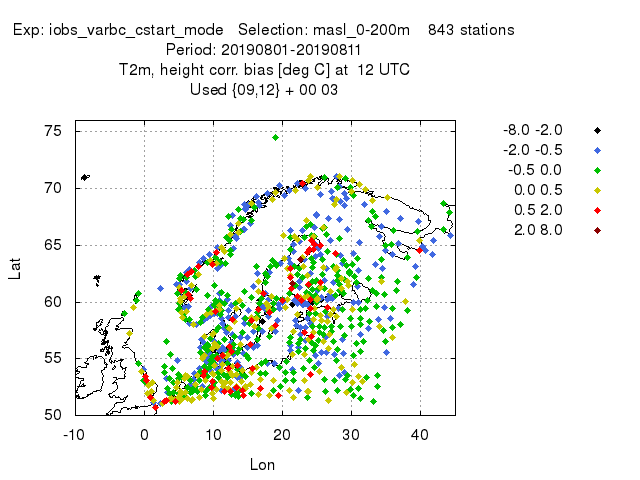 Exp: iobs_varbc_cstart_mode   Selection: masl_0-200m    843 stations
Period: 20190801-20190811
T2m, height corr. bias [deg C] at  12 UTC
Used {09,12} + 00 03
-8.0 -2.0
-2.0 -0.5
-0.5 0.0
0.0 0.5
0.5 2.0
2.0 8.0
75
70
65
60
55
50
Lat
-10 0 10 20 30 40
Lon